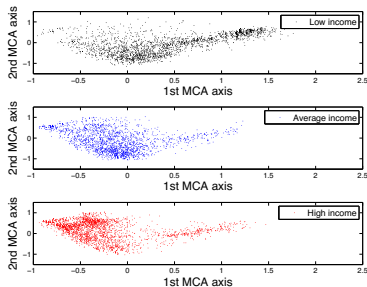 2nd MCA axis
1
0
−1
Low income
−1 −0.5 0 0.5 1 1.5 2 2.5
1st MCA axis
2nd MCA axis
1
0
−1
Average income
−1 −0.5 0 0.5 1 1.5 2 2.5
1st MCA axis
2nd MCA axis
1
0
−1
High income
−1 −0.5 0 0.5 1 1.5 2 2.5
1st MCA axis